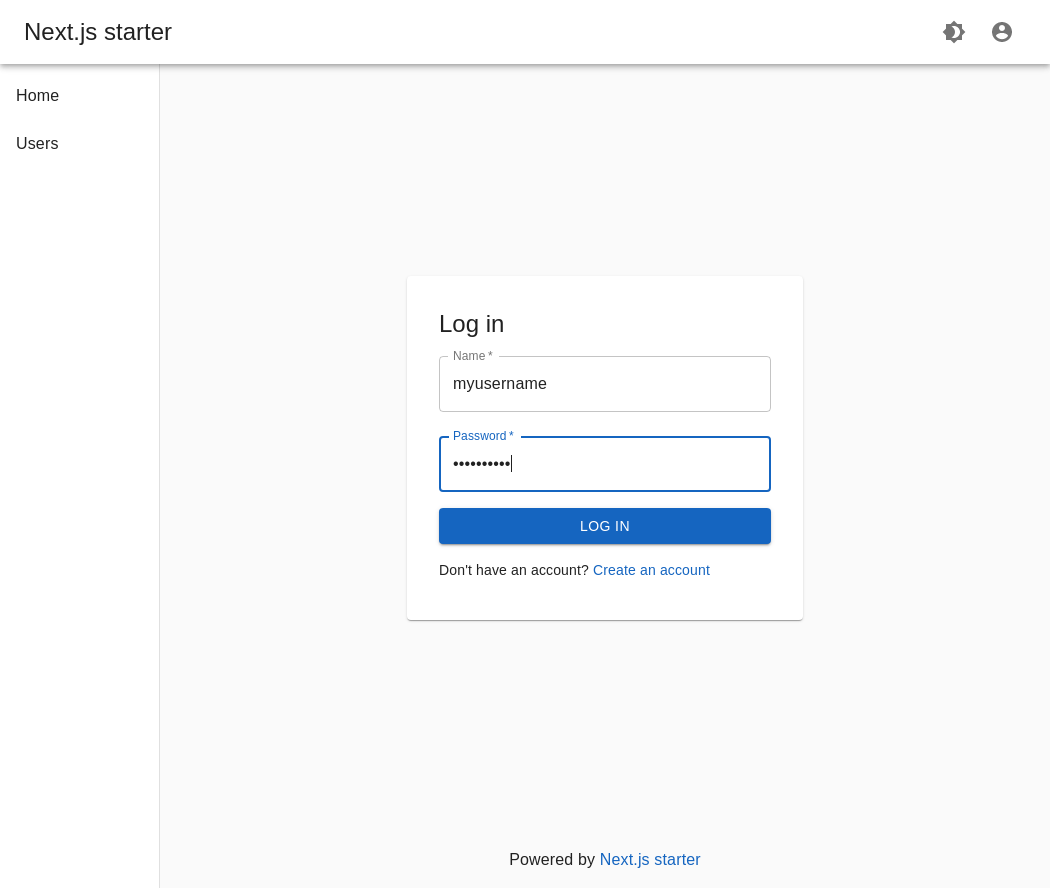 Next.js starter
Home
Users
Log in
Name *
myusername
Password *
••••••••••
LOG IN
Don't have an account? Create an account
Powered by Next.js starter